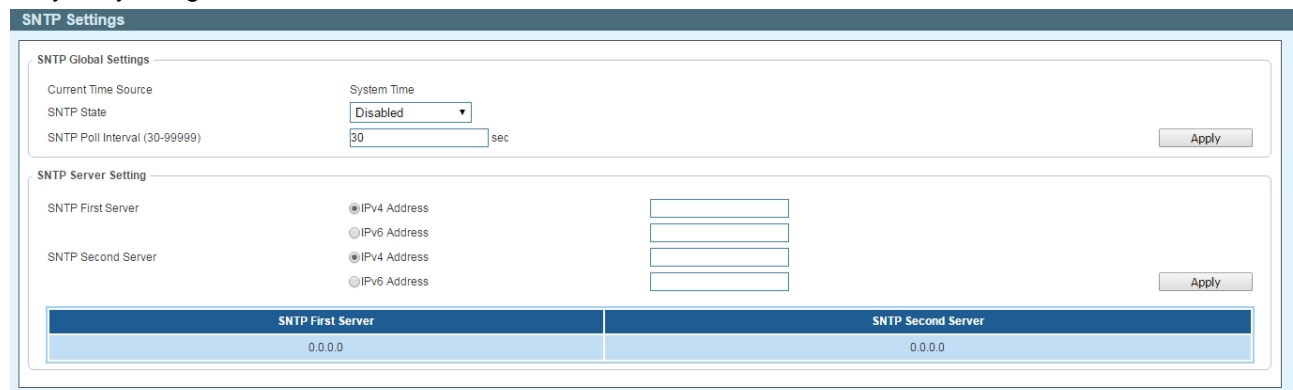 SNTP Settings
SNTP Global Settings
Current Time Source System Time
SNTP State Disabled
SNTP Poll Interval (30-99999) 30 sec Apply
SNTP Server Setting
SNTP First Server IPv4 Address
IPv6 Address
SNTP Second Server IPv4 Address
IPv6 Address Apply
SNTP First Server SNTP Second Server
0.0.0.0 0.0.0.0